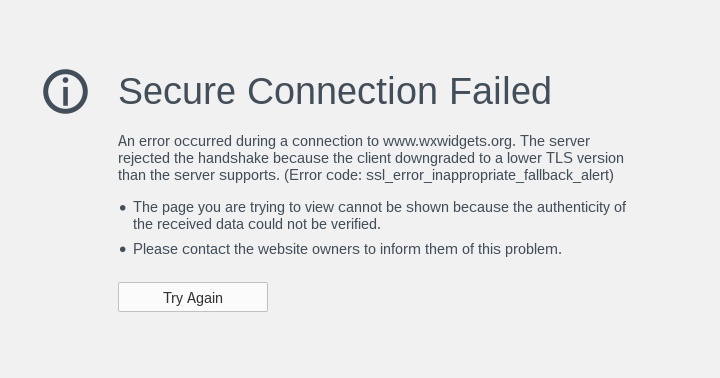 Secure Connection Failed
An error occurred during a connection to www.wxwidgets.org. The server
rejected the handshake because the client downgraded to a lower TLS version
than the server supports. (Error code: ssl_error_inappropriate_fallback_alert)
• The page you are trying to view cannot be shown because the authenticity of
the received data could not be verified.
• Please contact the website owners to inform them of this problem.
Try Again